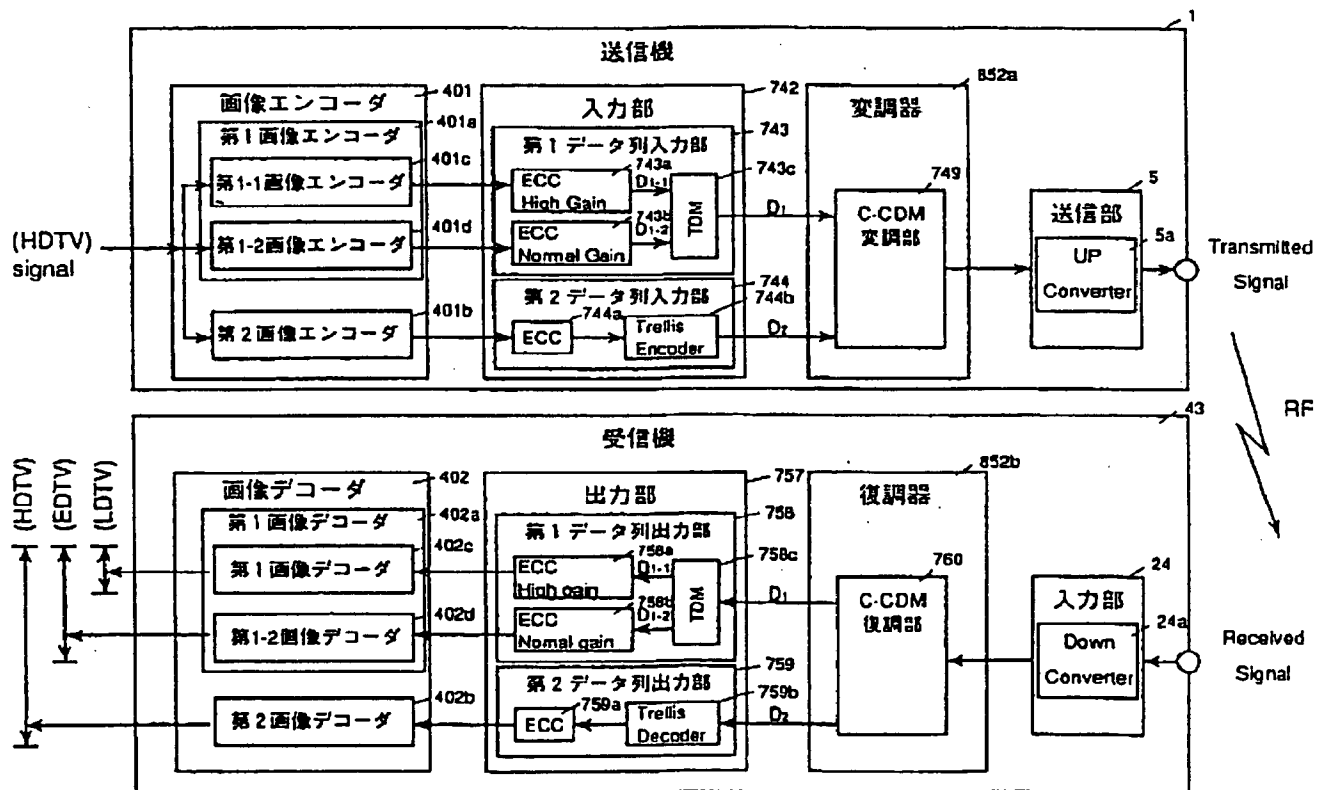 1
送信機
画像エンコーダ
401
第1画像エンコーダ
401a
第1-1画像エンコーダ
401c
第1-2画像エンコーダ
401d
第2画像エンコーダ
401b
(HDTV)
signal
入力部
742
第1データ列入力部
743
ECC
High Gain
743a
D1-1
ECC
Normal Gain
743b
D1-2
TDM
743c
第2データ列入力部
744
ECC
744a
Trellis
Encoder
744b
D1
D2
変調器
852a
C-CDM
変調部
749
送信部
5
UP
Converter
5a
Transmitted
Signal
RF
43
受信機
(HDTV)
(EDTV)
(LDTV)
画像デコーダ
402
第1画像デコーダ
402a
第1画像デコーダ
402c
第1-2画像デコーダ
402d
第2画像デコーダ
402b
出力部
757
第1データ列出力部
758
ECC
High gain
758a
D1-1
ECC
Normal gain
758b
D1-2
TDM
758c
第2データ列出力部
759
ECC
759a
Trellis
Decoder
759b
D1
D2
復調器
852b
C-CDM
復調部
760
入力部
24
Down
Converter
24a
Received
Signal